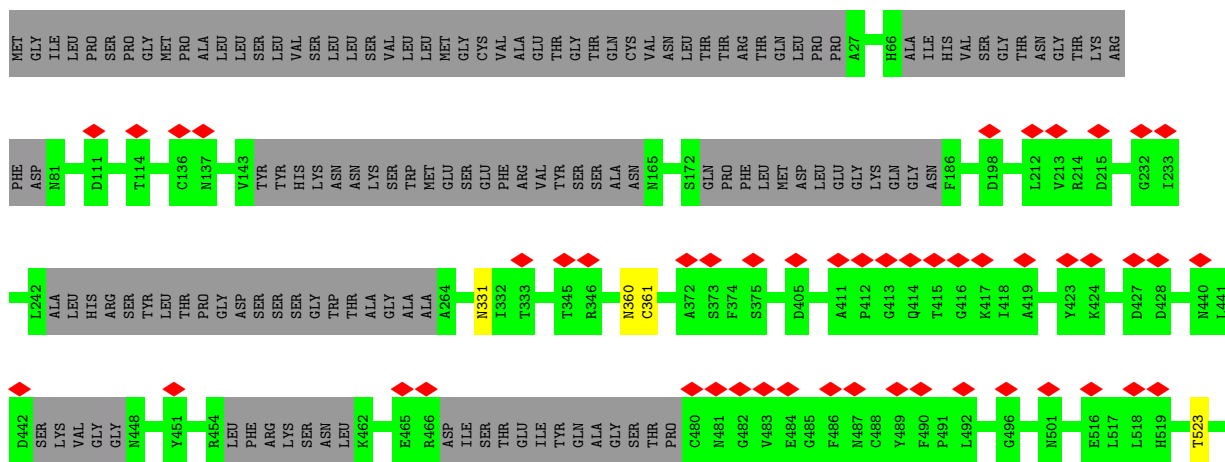 MET GLY ILE LEU PRO SER PRO GLY MET PRO ALA LEU LEU SER LEU VAL SER LEU LEU SER VAL LEU LEU MET GLY CYS VAL ALA GLU THR GLY THR GLN CYS VAL ASN LEU THR THR ARG THR GLN LEU PRO PRO A27 H66 ALA ILE HIS VAL SER GLY THR ASN GLY THR LYS ARG
PHE ASP N81 D111 T114 C136 N137 V143 TYR TYR HIS LYS ASN ASN LYS SER TRP MET GLU SER GLU PHE ARG VAL TYR SER SER ALA ASN N165 S172 GLN PRO PHE LEU MET ASP LEU GLU GLY LYS GLN GLY ASN F186 D198 L212 V213 R214 D215 G232 I233
L242 ALA LEU HIS ARG SER TYR LEU THR PRO GLY ASP SER SER SER GLY TRP THR ALA GLY ALA ALA A264 N331 I332 T333 T345 R346 N360 C361 A372 S373 F374 S375 D405 A411 P412 G413 Q414 T415 G416 K417 I418 A419 Y423 K424 D427 D428 N440 L441
D442 SER LYS VAL GLY GLY N448 Y451 R454 LEU PHE ARG LYS SER ASN LEU K462 E465 R466 ASP ILE SER THR GLU ILE TYR GLN ALA GLY SER THR PRO C480 N481 G482 V483 E484 G485 F486 N487 C488 Y489 F490 P491 L492 G496 N501 E516 L517 L518 H519 T523